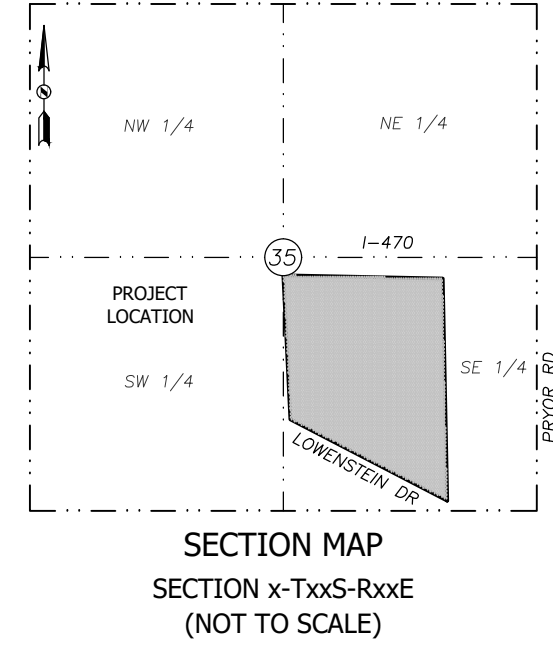 NW 1/4
NE 1/4
35
I-470
PROJECT
LOCATION
SW 1/4
SE 1/4
PRYOR RD
LOWENSTEIN DR
SECTION MAP
SECTION x-TxxS-RxxE
(NOT TO SCALE)